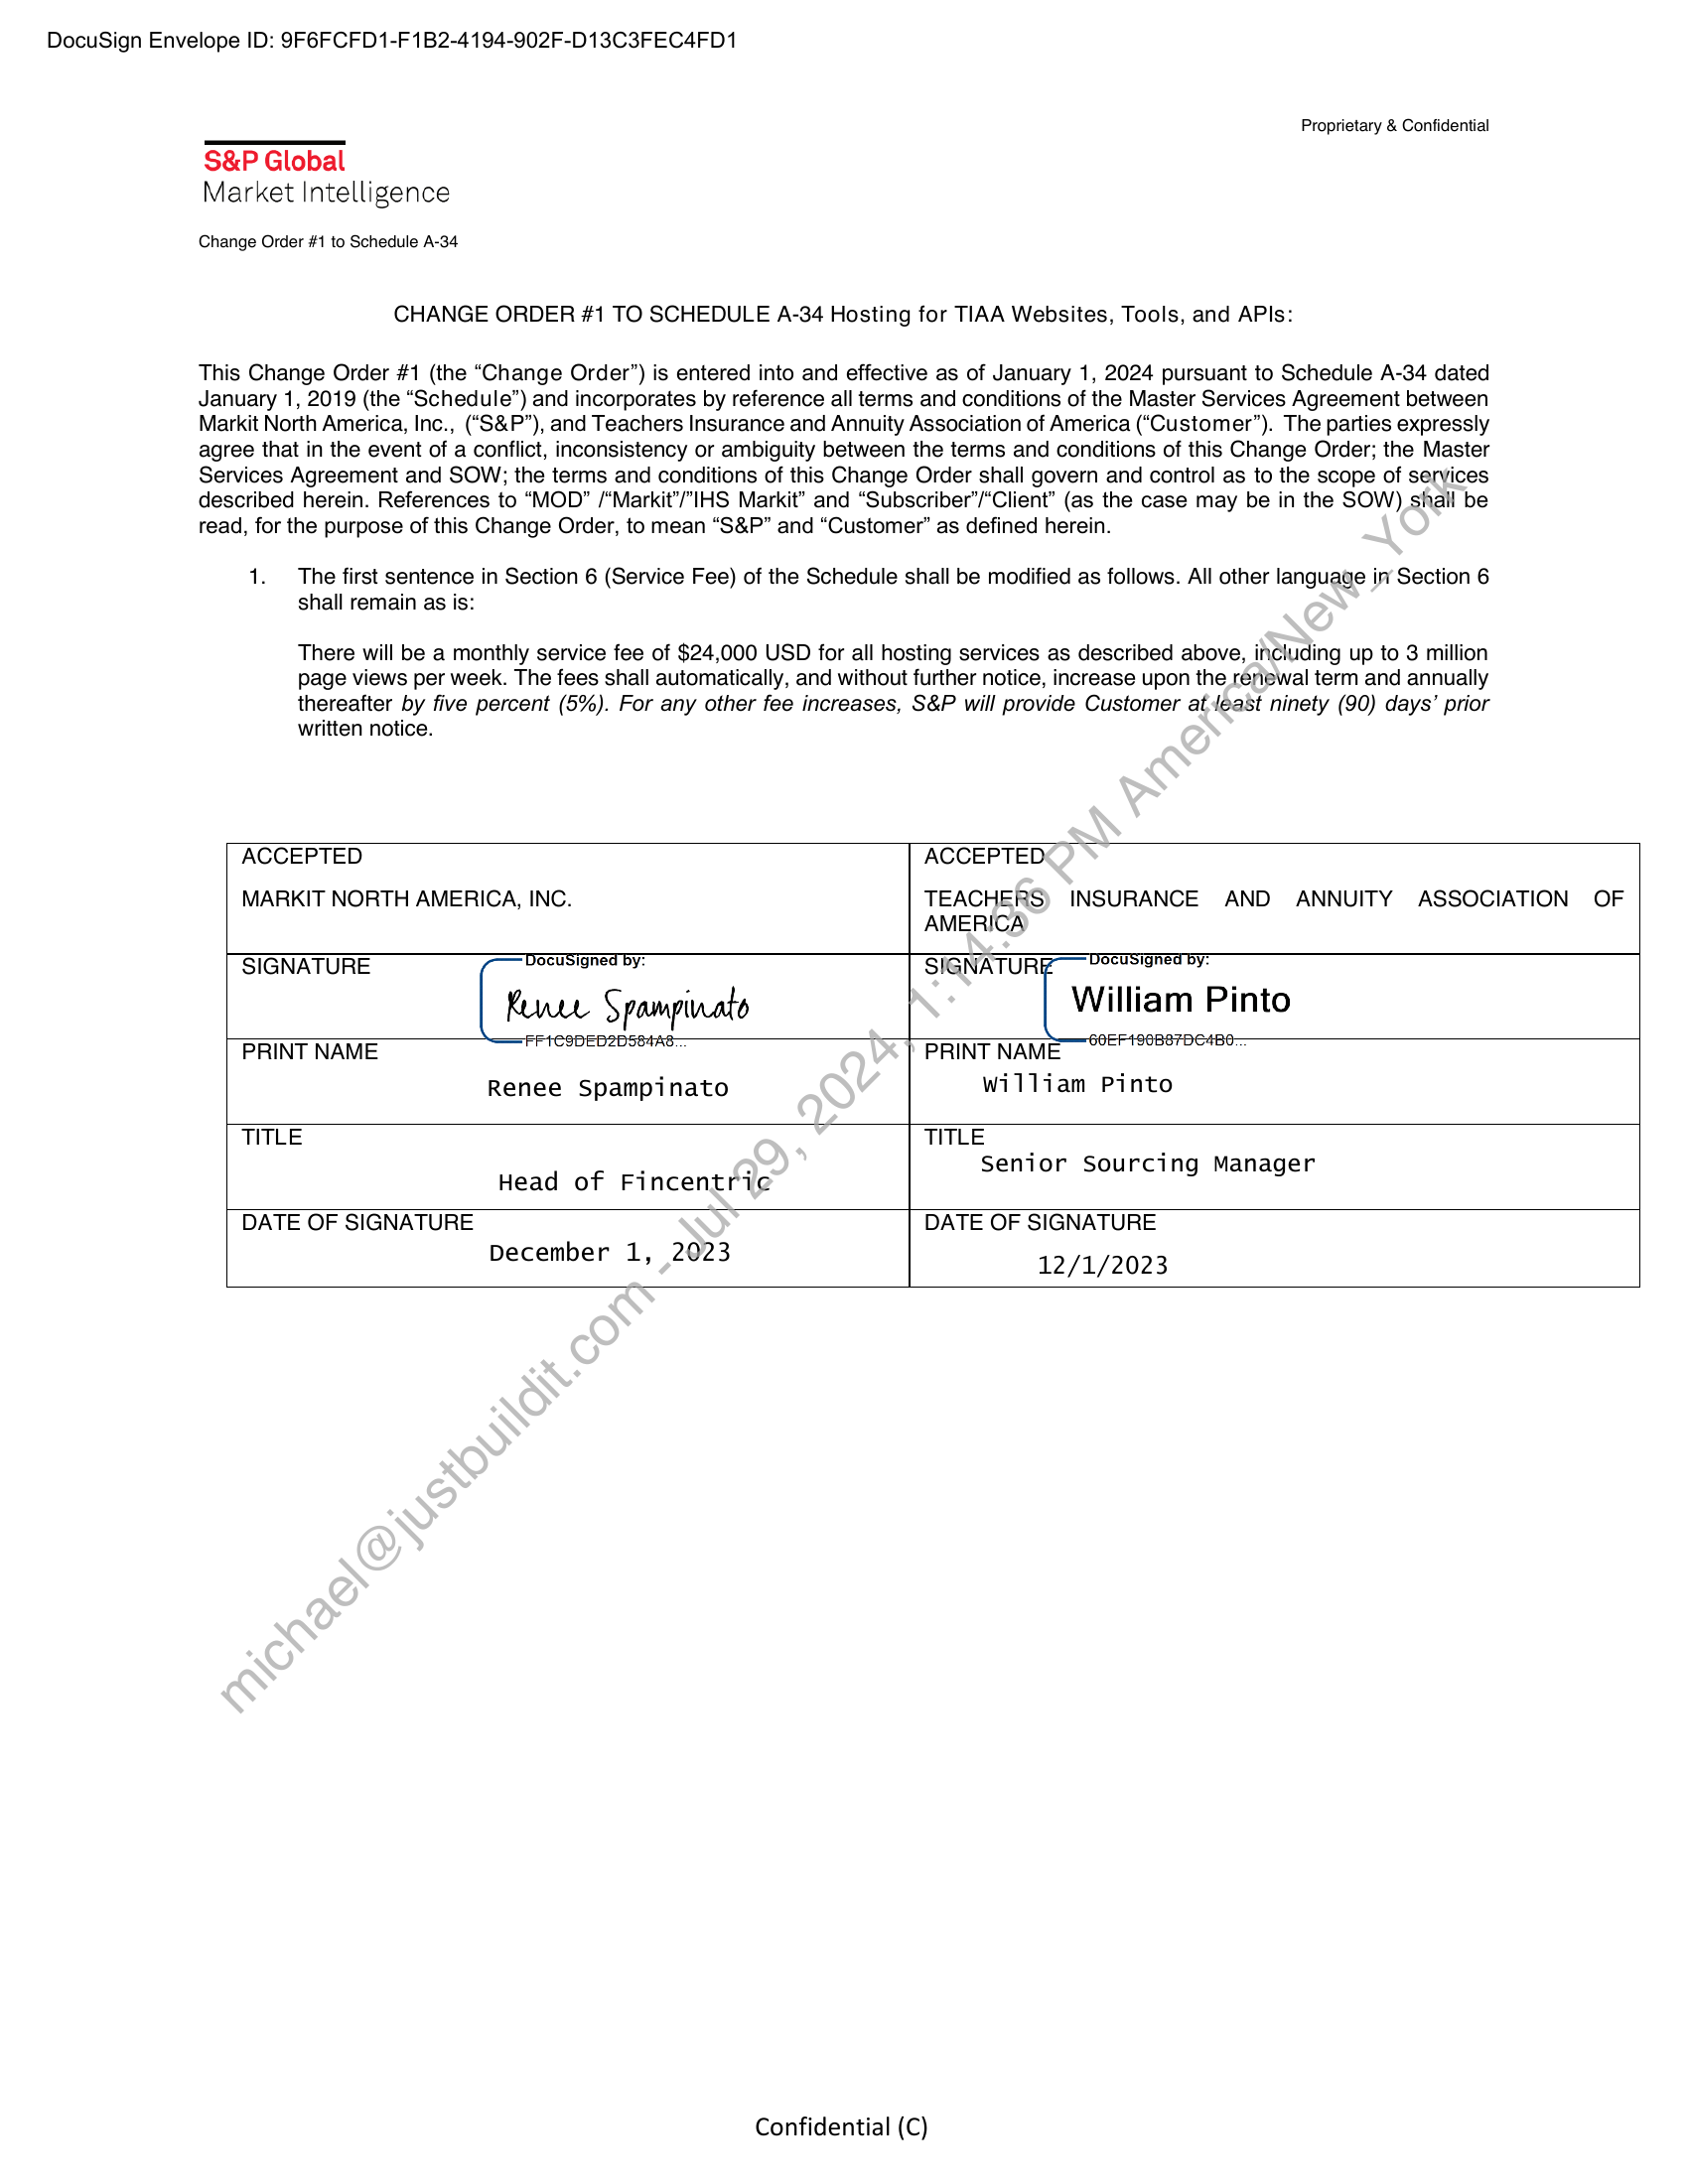 DocuSign Envelope ID: 9F6FCFD1-F1B2-4194-902F-D13C3FEC4FD1
Proprietary & Confidential
S&P Global
Market Intelligence
Change Order #1 to Schedule A-34
CHANGE ORDER #1 TO SCHEDULE A-34 Hosting for TIAA Websites, Tools, and APIs:
This Change Order #1 (the “Change Order”) is entered into and effective as of January 1, 2024 pursuant to Schedule A-34 dated
January 1, 2019 (the “Schedule”) and incorporates by reference all terms and conditions of the Master Services Agreement between
Markit North America, Inc., (“S&P”), and Teachers Insurance and Annuity Association of America (“Customer”). The parties expressly
agree that in the event of a conflict, inconsistency or ambiguity between the terms and conditions of this Change Order; the Master
Services Agreement and SOW; the terms and conditions of this Change Order shall govern and control as to the scope of services
described herein. References to “MOD” /“Markit”/”IHS Markit” and “Subscriber”/“Client” (as the case may be in the SOW) shall be
read, for the purpose of this Change Order, to mean “S&P” and “Customer” as defined herein.
1. The first sentence in Section 6 (Service Fee) of the Schedule shall be modified as follows. All other language in Section 6
shall remain as is:
There will be a monthly service fee of $24,000 USD for all hosting services as described above, including up to 3 million
page views per week. The fees shall automatically, and without further notice, increase upon the renewal term and annually
thereafter by five percent (5%). For any other fee increases, S&P will provide Customer at least ninety (90) days’ prior
written notice.
ACCEPTED
MARKIT NORTH AMERICA, INC.
ACCEPTED
TEACHERS INSURANCE AND ANNUITY ASSOCIATION OF
AMERICA
SIGNATURE
DocuSigned by:
Renee Spampinato
FF1C9DED2D584A8...
SIGNATURE
DocuSigned by:
William Pinto
60EF190B87DC4B0...
PRINT NAME
Renee Spampinato
PRINT NAME
William Pinto
TITLE
Head of Fincentric
TITLE
Senior Sourcing Manager
DATE OF SIGNATURE
December 1, 2023
DATE OF SIGNATURE
12/1/2023
michael@justbuildit.com - Jul 29, 2024, 1:14:36 PM America/New_York
Confidential (C)